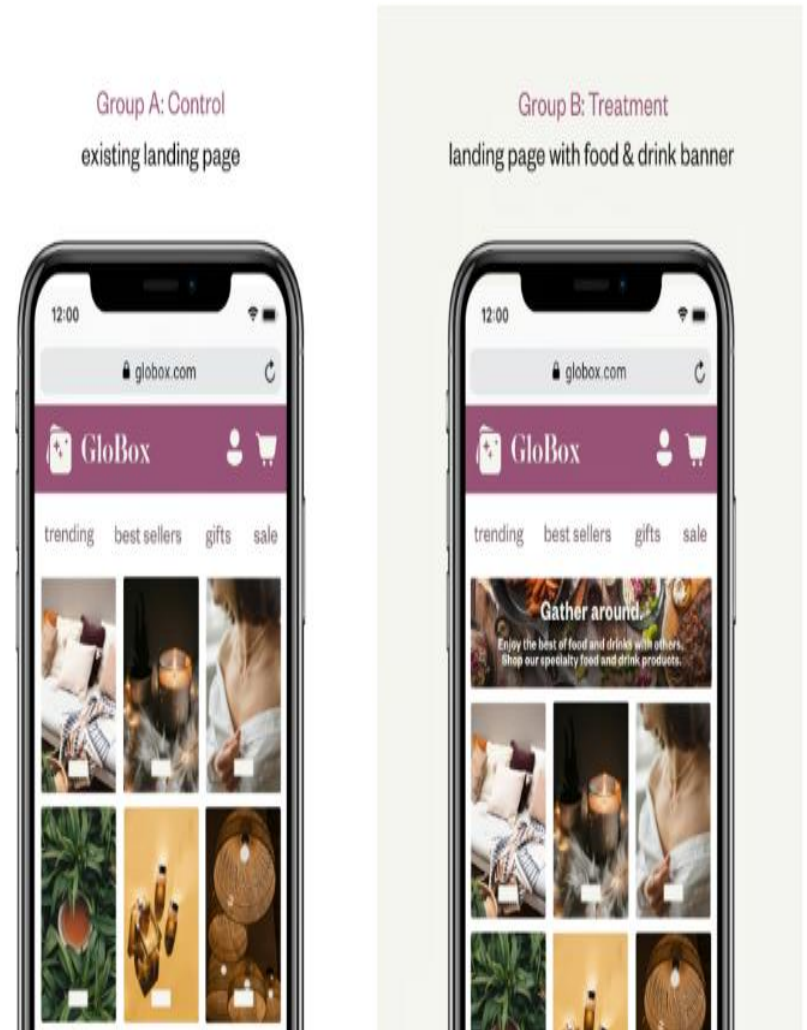 Group A: Control
existing landing page
12:00
globox.com
GloBox
trending best sellers gifts sale
Group B: Treatment
landing page with food & drink banner
12:00
globox.com
GloBox
trending best sellers gifts sale
Gather around.
Enjoy the best of food and drinks with others.
Shop our specialty food and drink products.